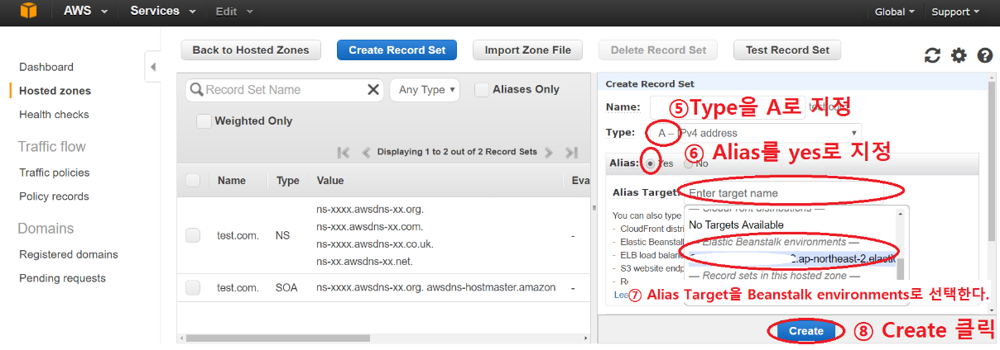 AWS Services Edit Global Support
Back to Hosted Zones Create Record Set Import Zone File Delete Record Set Test Record Set
Dashboard
Hosted zones
Health checks
Traffic flow
Traffic policies
Policy records
Domains
Registered domains
Pending requests
Record Set Name Any Type Aliases Only
Weighted Only
Displaying 1 to 2 out of 2 Record Sets
Name Type Value Eva
test.com. NS ns-xxxx.awsdns-xx.org.
ns-xxx.awsdns-xx.com.
ns-xxxx.awsdns-xx.co.uk.
ns-xx.awsdns-xx.net.
-
test.com. SOA ns-xxxx.awsdns-xx.org. awsdns-hostmaster.amazon -
Create Record Set
Name: test.com
⑤Type을 A로 지정
Type: A – IPv4 address
⑥ Alias를 yes로 지정
Alias: Yes No
Alias Target: Enter target name
— CloudFront distributions —
No Targets Available
— Elastic Beanstalk environments —
2.ap-northeast-2.elastic
— Record sets in this hosted zone —
You can also type
- CloudFront distri
- Elastic Beanstal
- ELB load balanc
- S3 website endp
- Re
Lea
⑦ Alias Target을 Beanstalk environments로 선택한다.
Create ⑧ Create 클릭